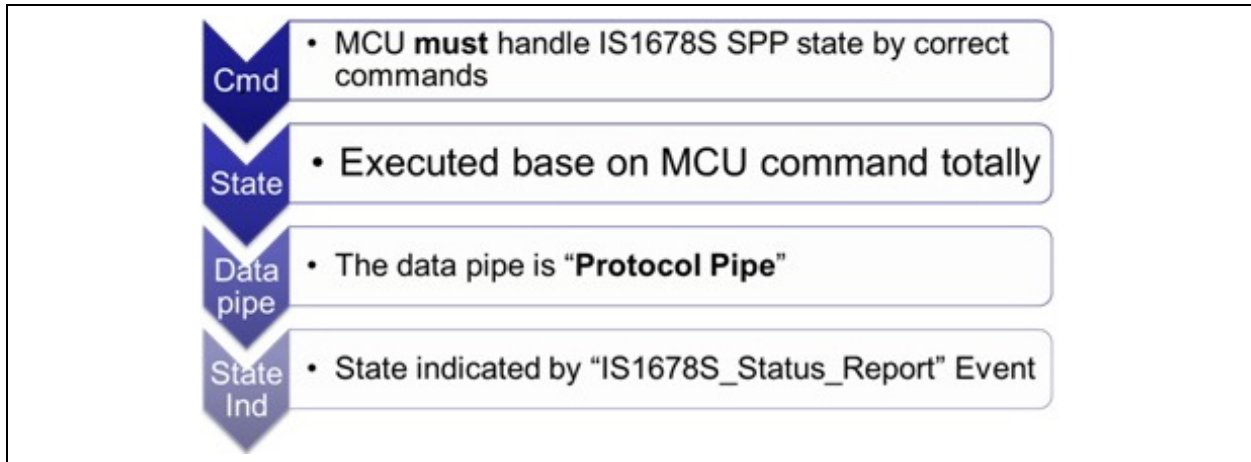 Cmd
• MCU must handle IS1678S SPP state by correct
commands
State
• Executed base on MCU command totally
Data
pipe
• The data pipe is “Protocol Pipe”
State
Ind
• State indicated by “IS1678S_Status_Report” Event